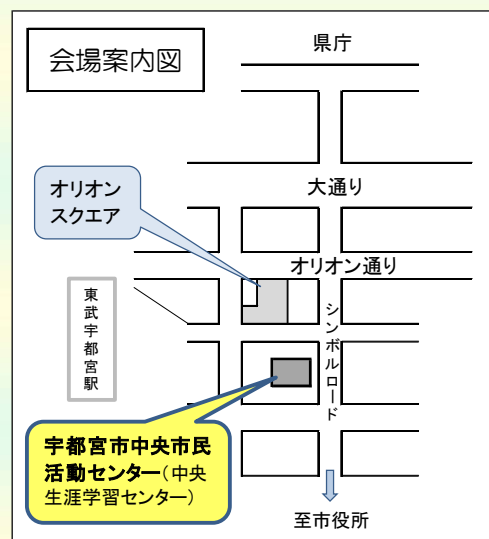 会場案内図
県庁
大通り
オリオン
スクエア
オリオン通り
東武宇都宮駅
シンボルロード
宇都宮市中央市民
活動センター(中央
生涯学習センター)
至市役所